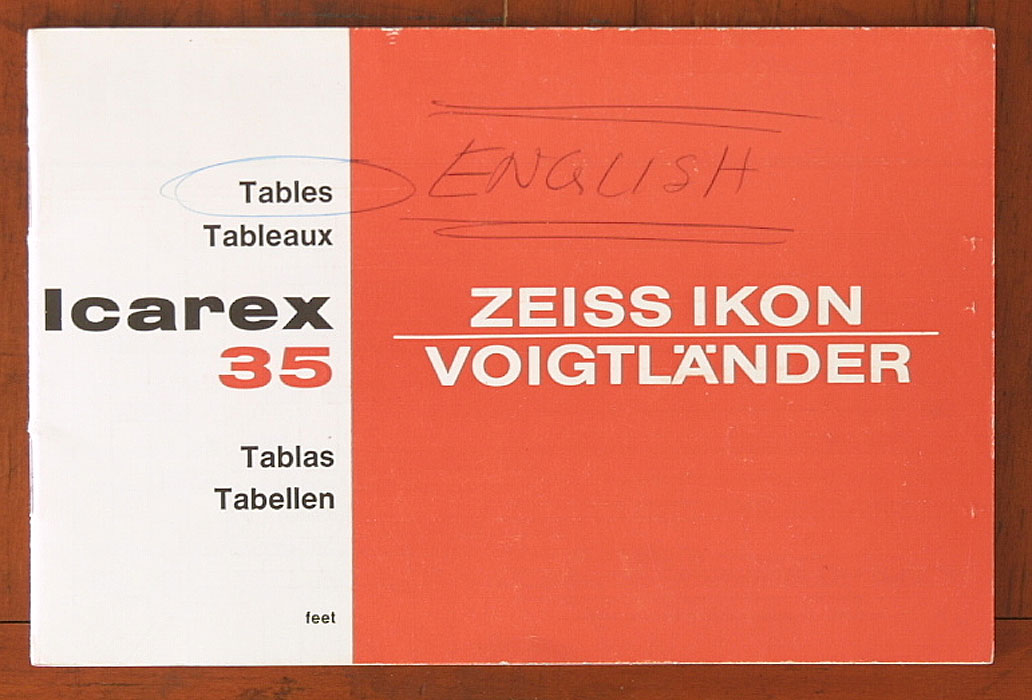 Tables
Tableaux
Icarex
35
Tablas
Tabellen
feet
ENGLISH
ZEISS IKON
VOIGTLÄNDER